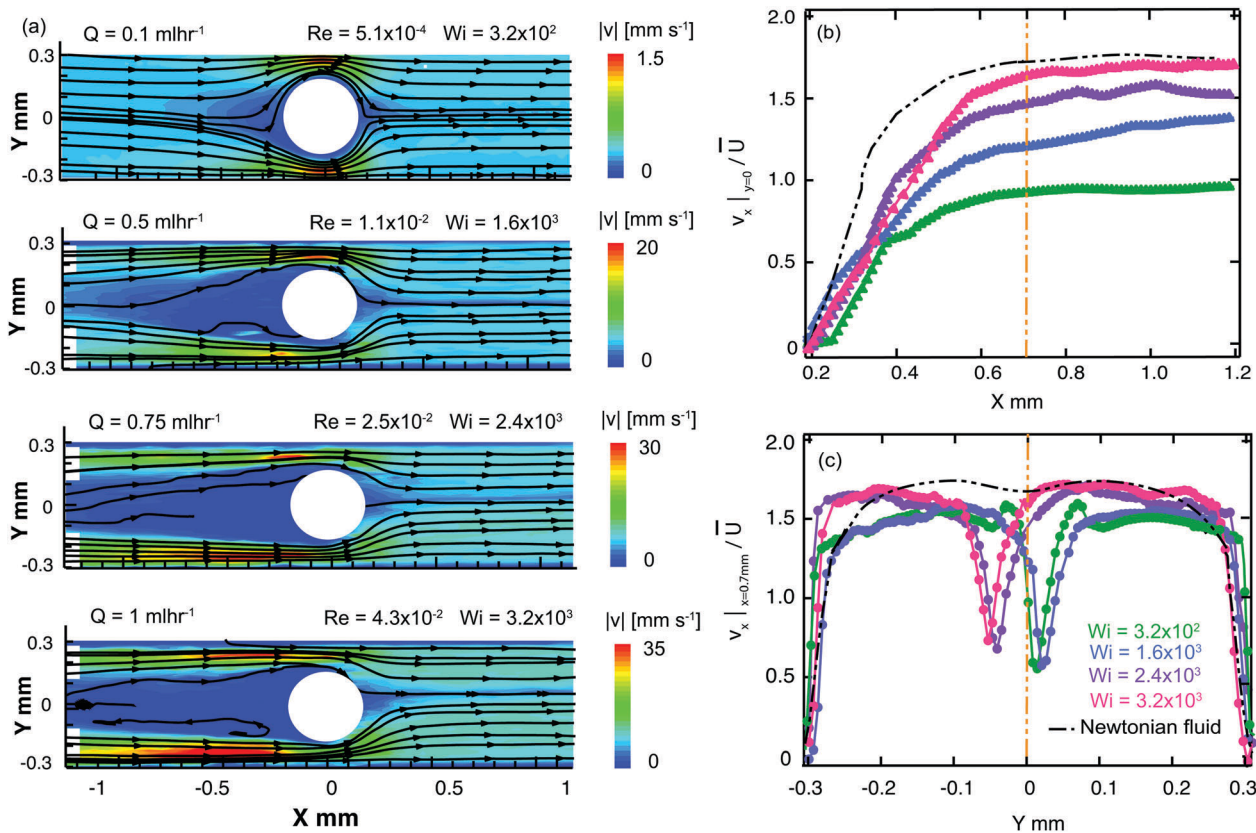 (a)
Q = 0.1 mlhr⁻¹ Re = 5.1x10⁻⁴ Wi = 3.2x10²
|v| [mm s⁻¹]
Y mm
0.3
0
-0.3
1.5
0
Q = 0.5 mlhr⁻¹ Re = 1.1x10⁻² Wi = 1.6x10³
|v| [mm s⁻¹]
Y mm
0.3
0
-0.3
20
0
Q = 0.75 mlhr⁻¹ Re = 2.5x10⁻² Wi = 2.4x10³
|v| [mm s⁻¹]
Y mm
0.3
0
-0.3
30
0
Q = 1 mlhr⁻¹ Re = 4.3x10⁻² Wi = 3.2x10³
|v| [mm s⁻¹]
Y mm
0.3
0
-0.3
35
0
-1 -0.5 0 0.5 1
X mm
(b)
vₓ|y=0 / U̅
2.0
1.5
1.0
0.5
0
0.2 0.4 0.6 0.8 1.0 1.2
X mm
(c)
vₓ|x=0.7mm / U̅
2.0
1.5
1.0
0.5
0
Wi = 3.2x10²
Wi = 1.6x10³
Wi = 2.4x10³
Wi = 3.2x10³
Newtonian fluid
-0.3 -0.2 -0.1 0 0.1 0.2 0.3
Y mm